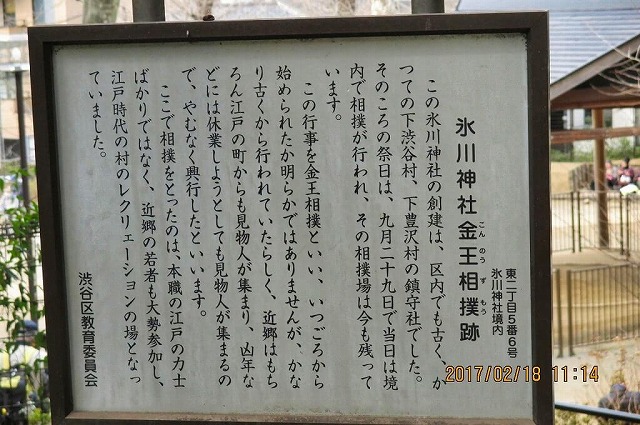 氷川神社金王相撲跡
こんのうずもう
東二丁目5番6号
氷川神社境内
この氷川神社の創建は、区内でも古く、か
つての下渋谷村、下豊沢村の鎮守社でした。
そのころの祭日は、九月二十九日で当日は境
内で相撲が行われ、その相撲場は今も残って
います。
この行事を金王相撲といい、いつごろから
始められたか明らかではありませんが、かな
り古くから行われていたらしく、近郷はもち
ろん江戸の町からも見物人が集まり、凶年な
どには休業しようとしても見物人が集まるの
で、やむなく興行したといいます。
ここで相撲をとったのは、本職の江戸の力士
ばかりではなく、近郷の若者も大勢参加し、
江戸時代の村のレクリェーションの場となっ
ていました。
渋谷区教育委員会
2017/02/18 11:14